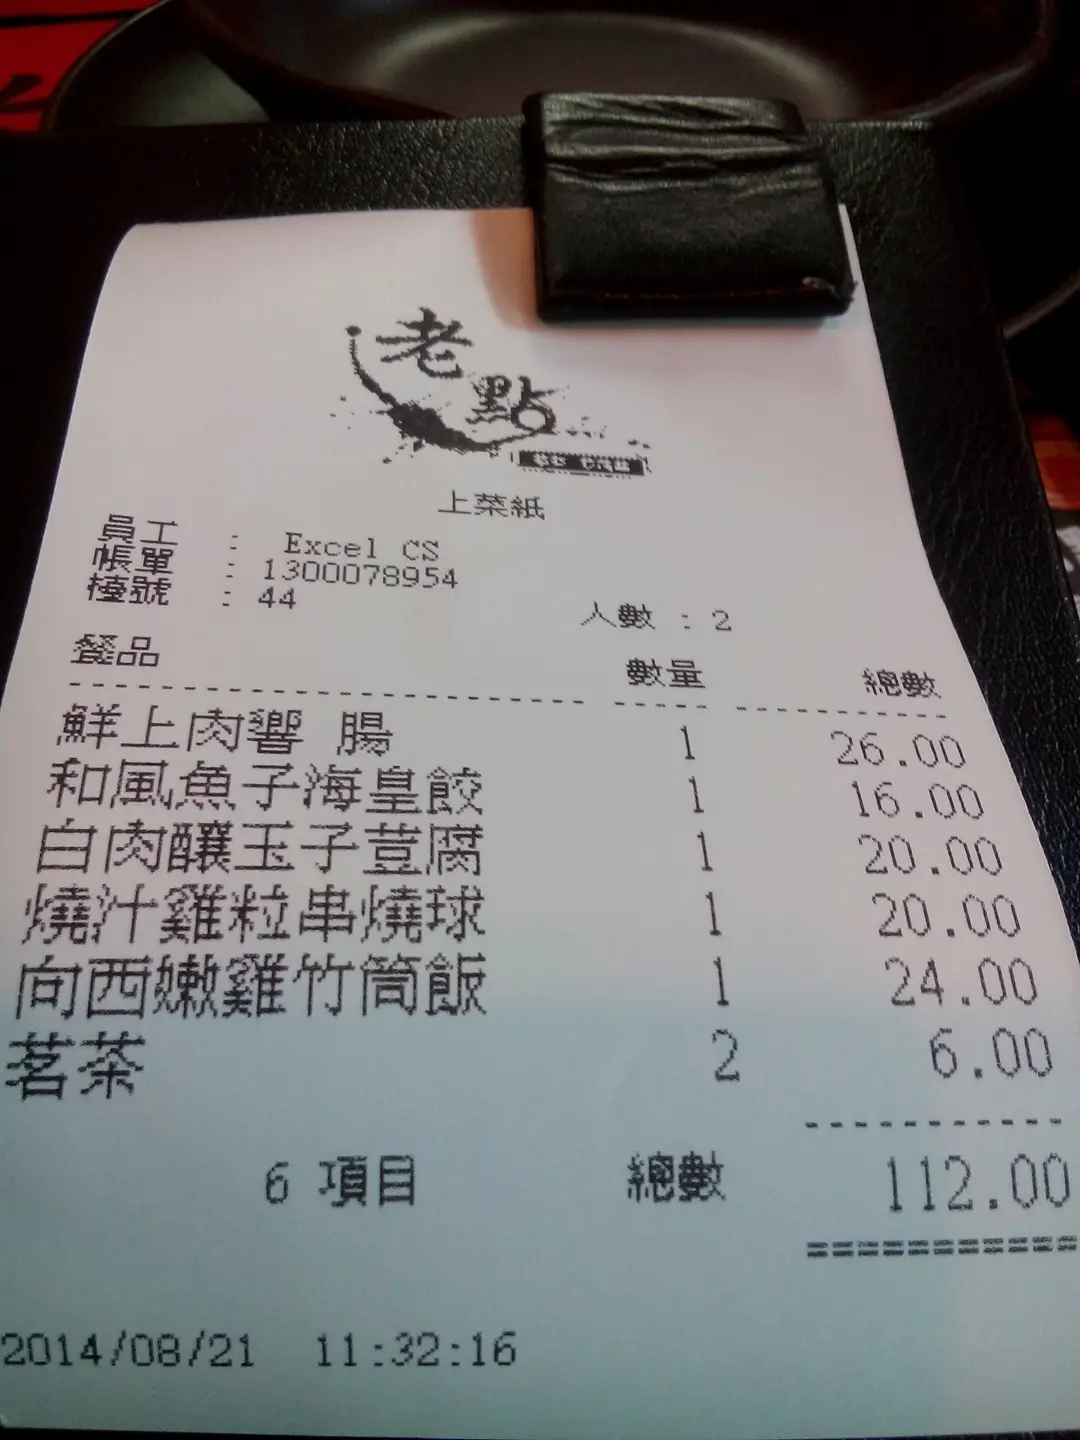 老點
上菜紙
員工 : Excel CS
帳單 : 1300078954
檯號 : 44 人數 : 2
餐品 數量 總數
鮮上肉響 腸 1 26.00
和風魚子海皇餃 1 16.00
白肉釀玉子荳腐 1 20.00
燒汁雞粒串燒球 1 20.00
向西嫩雞竹筒飯 1 24.00
茗茶 2 6.00
6 項目 總數 112.00
2014/08/21 11:32:16